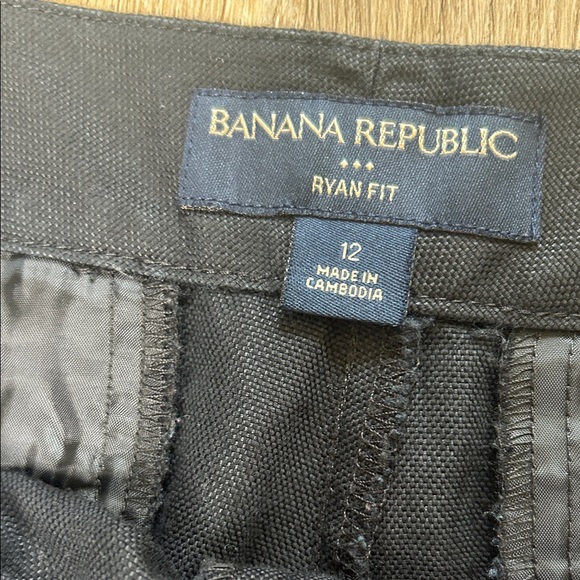 BANANA REPUBLIC
RYAN FIT
12
MADE IN
CAMBODIA